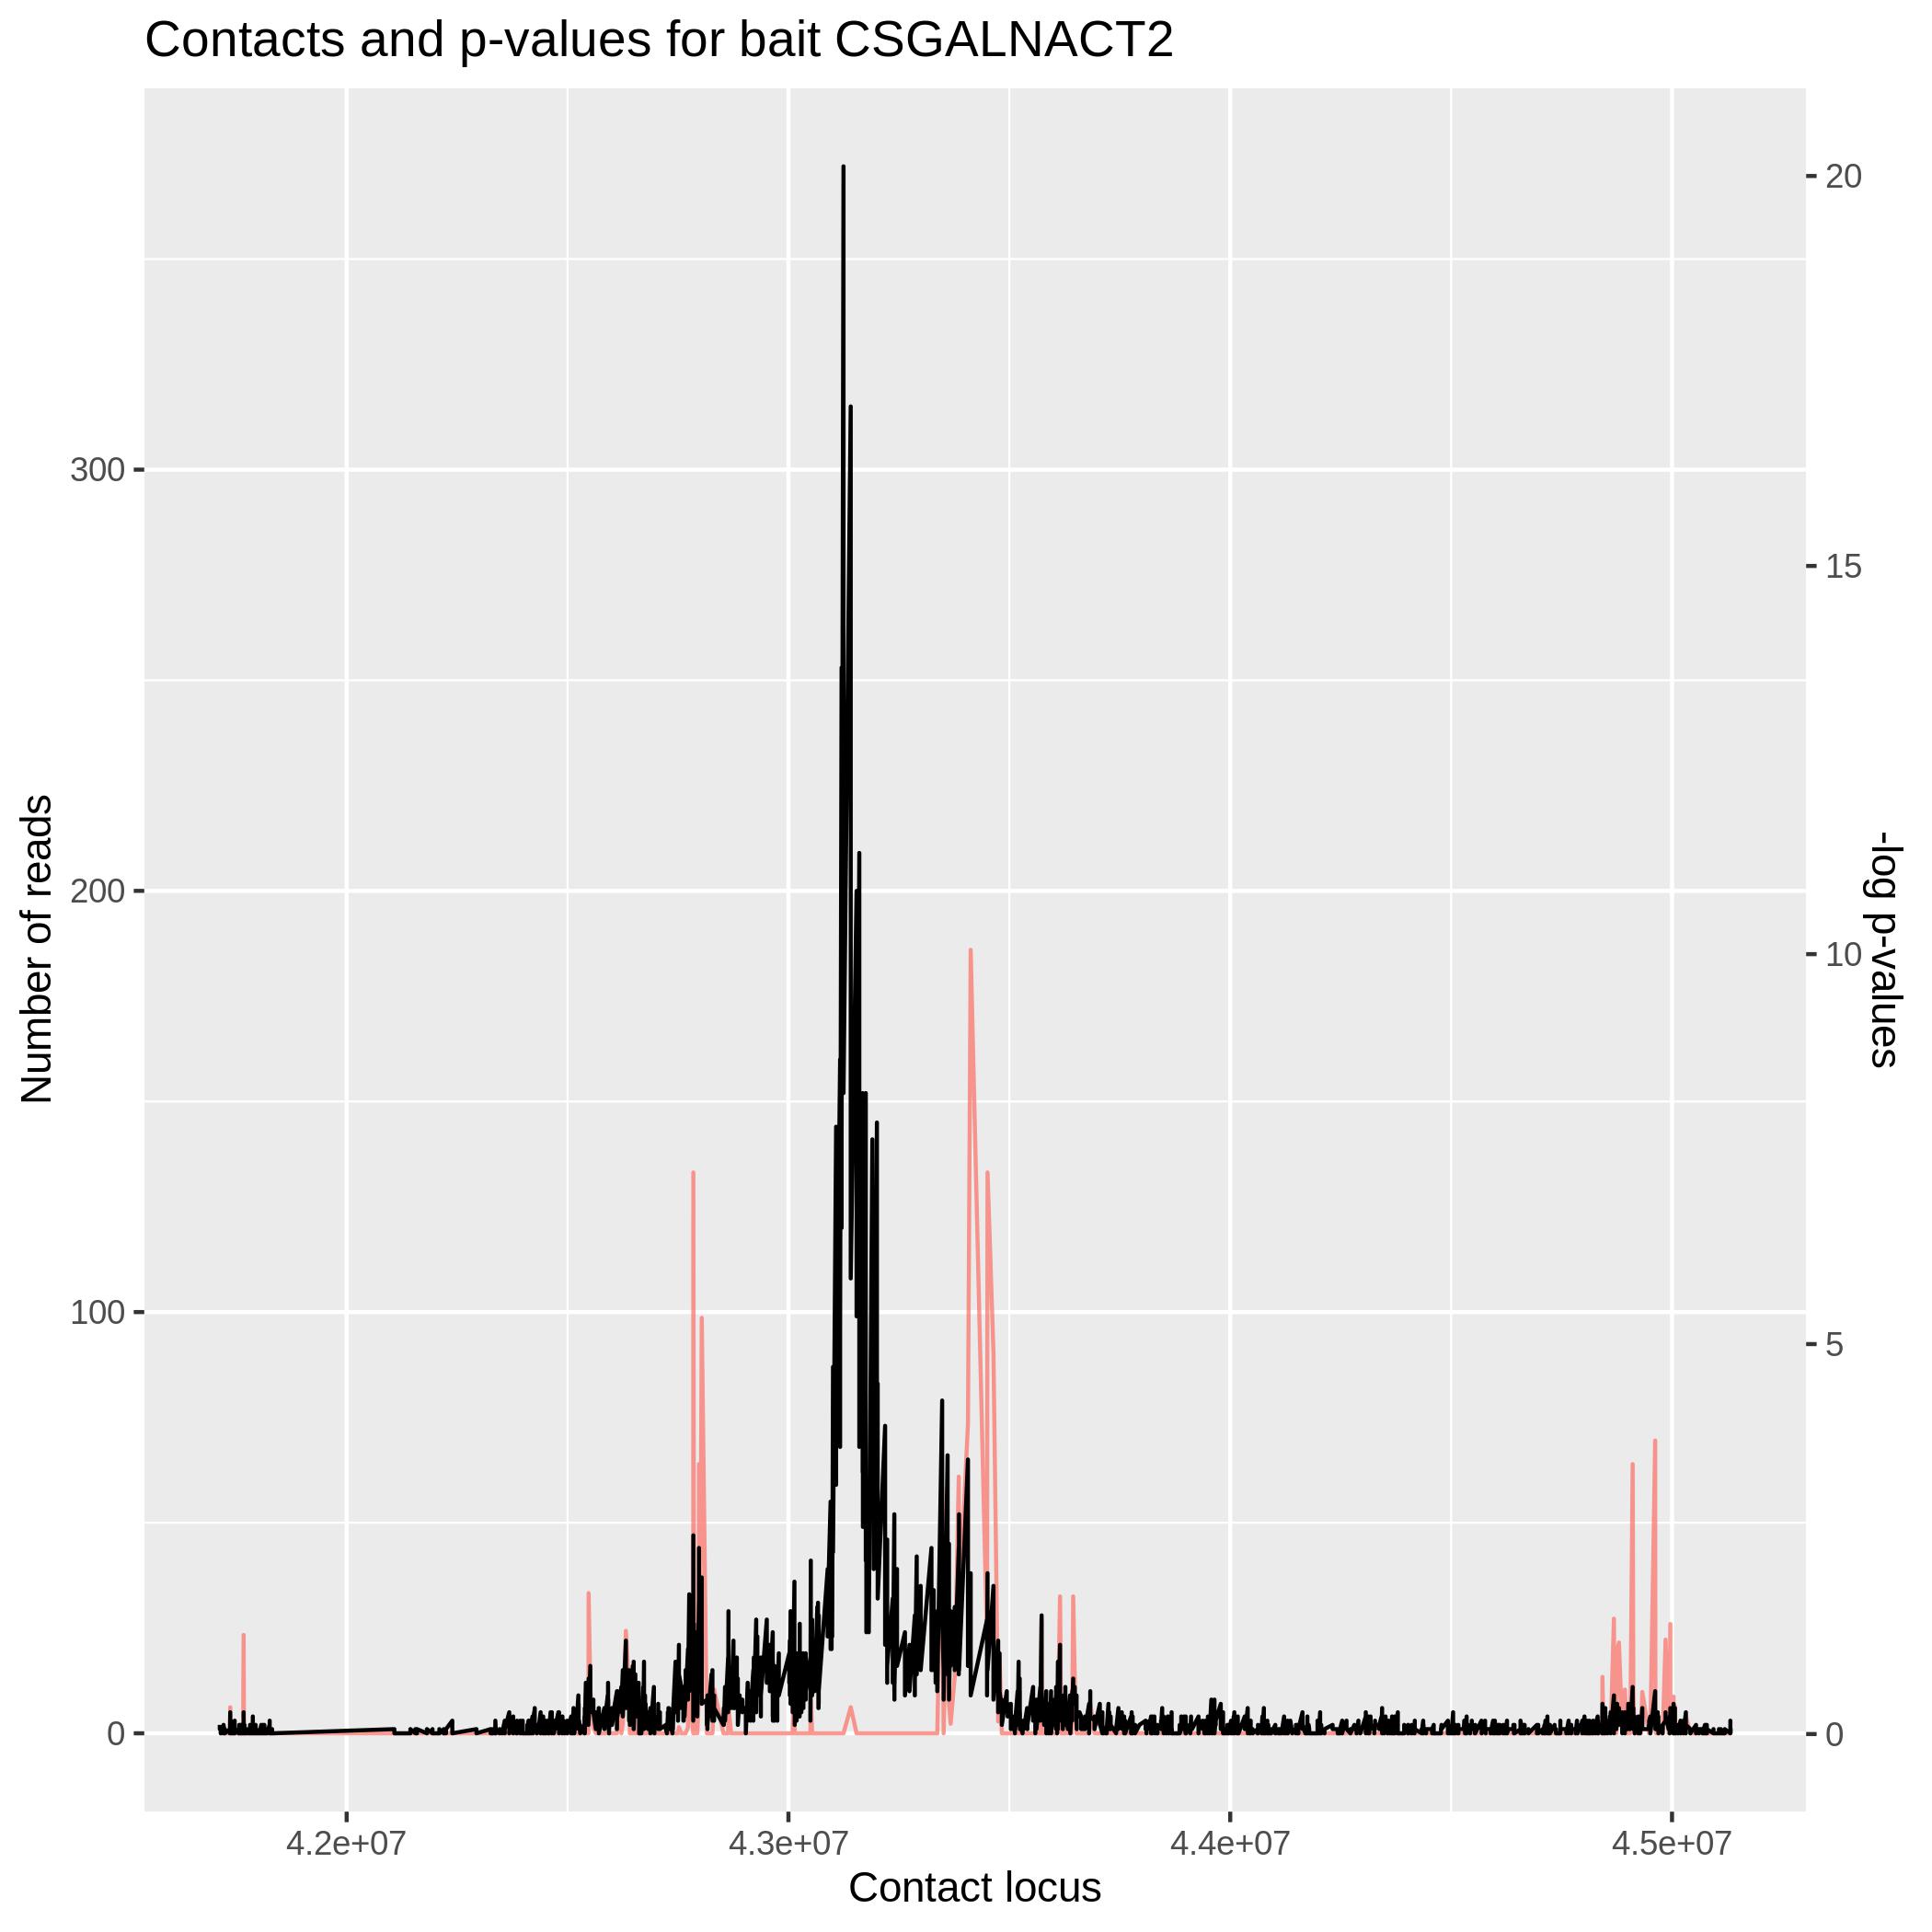 Contacts and p-values for bait CSGALNACT2
Number of reads
300
200
100
0
20
15
10
5
0
-log p-values
4.2e+07
4.3e+07
4.4e+07
4.5e+07
Contact locus